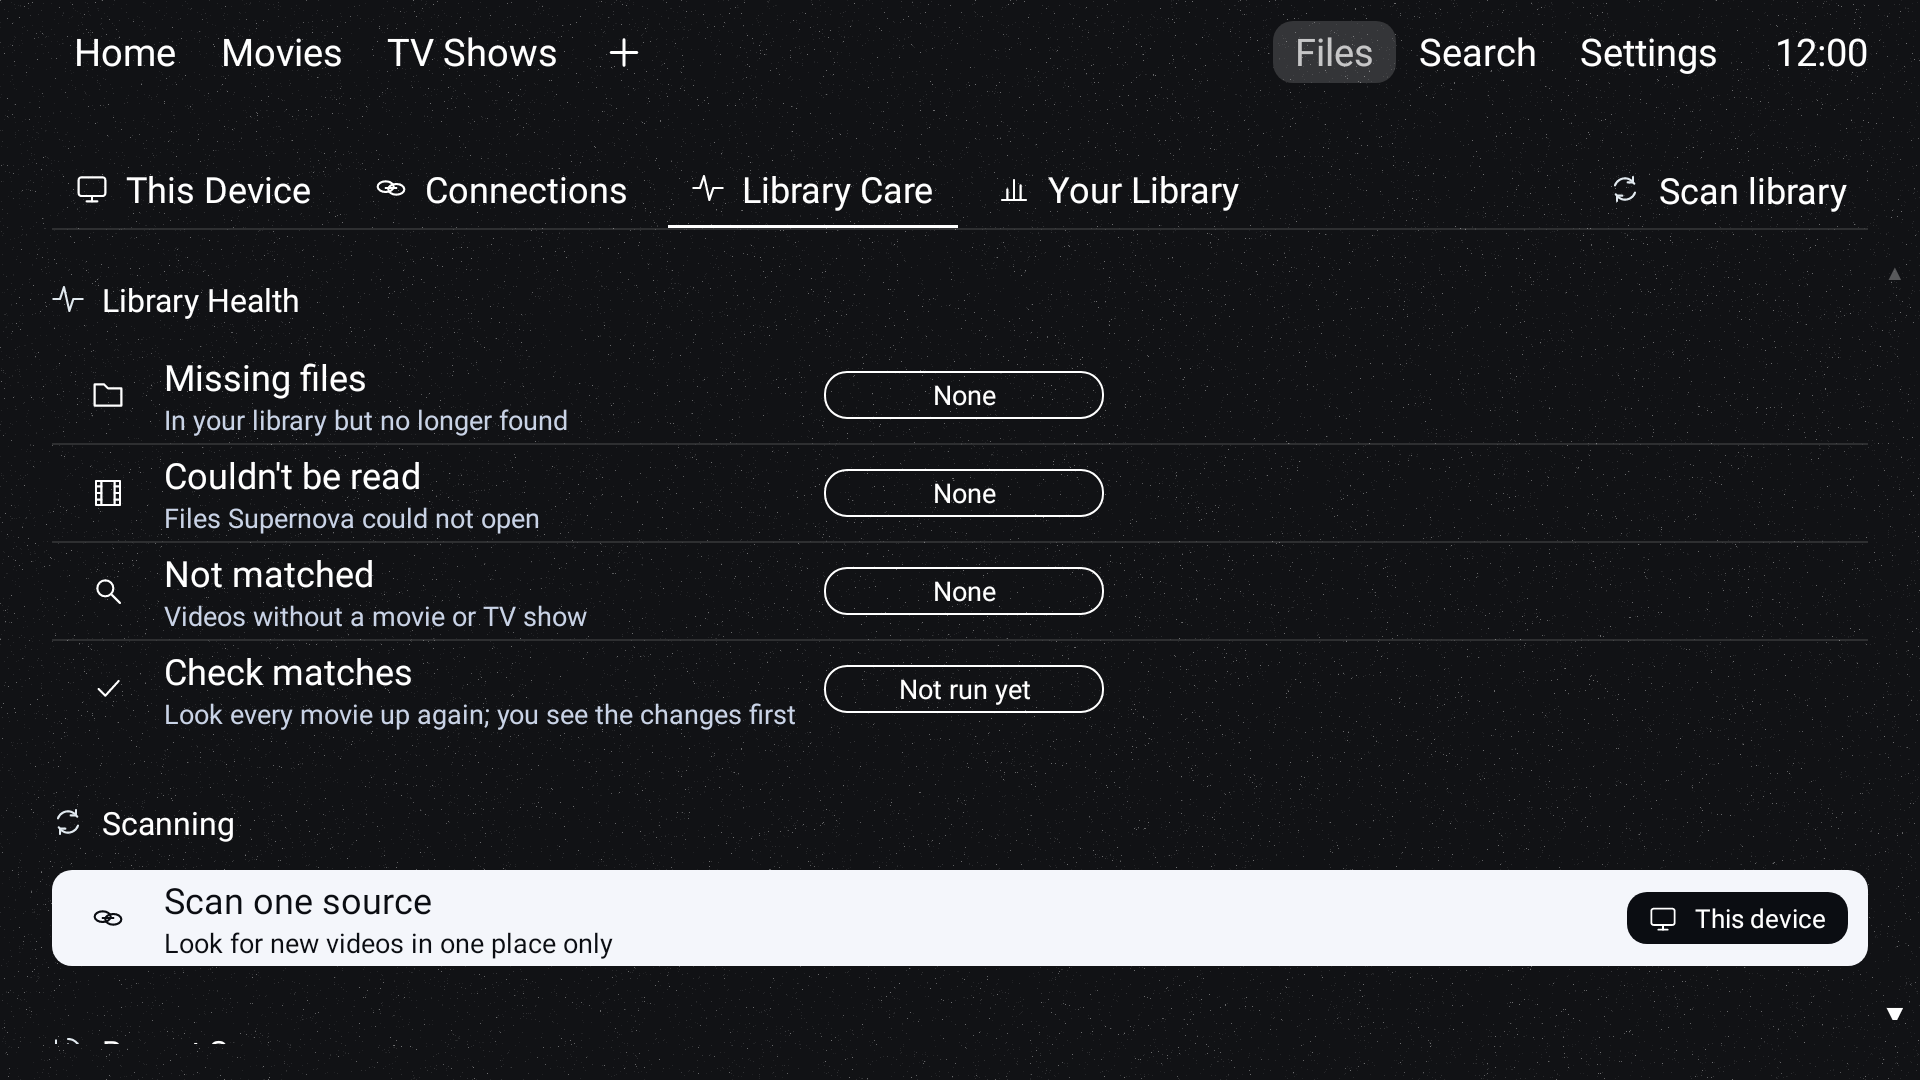 Home Movies TV Shows + Files Search Settings 12:00
This Device Connections Library Care Your Library Scan library
Library Health
Missing files
In your library but no longer found
None
Couldn't be read
Files Supernova could not open
None
Not matched
Videos without a movie or TV show
None
Check matches
Look every movie up again; you see the changes first
Not run yet
Scanning
Scan one source
Look for new videos in one place only
This device